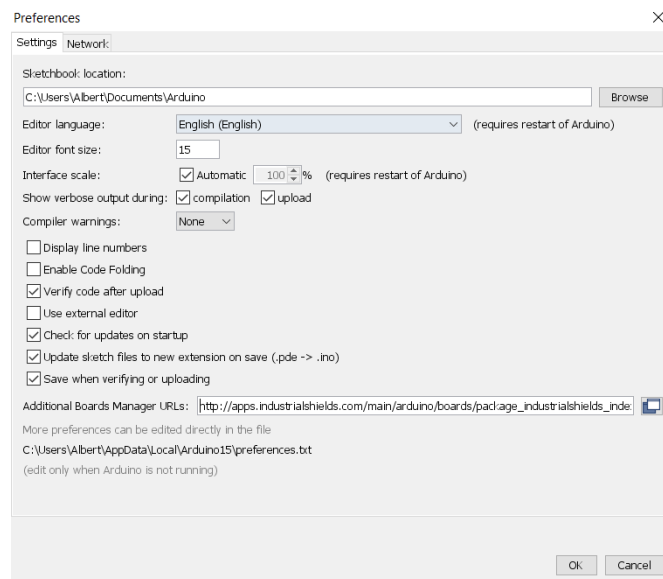 Preferences
Settings Network
Sketchbook location:
C:\Users\Albert\Documents\Arduino Browse
Editor language: English (English) (requires restart of Arduino)
Editor font size: 15
Interface scale: Automatic 100 % (requires restart of Arduino)
Show verbose output during: compilation upload
Compiler warnings: None
Display line numbers
Enable Code Folding
Verify code after upload
Use external editor
Check for updates on startup
Update sketch files to new extension on save (.pde -> .ino)
Save when verifying or uploading
Additional Boards Manager URLs: http://apps.industrialshields.com/main/arduino/boards/package_industrialshields_inde
More preferences can be edited directly in the file
C:\Users\Albert\AppData\Local\Arduino15\preferences.txt
(edit only when Arduino is not running)
OK Cancel